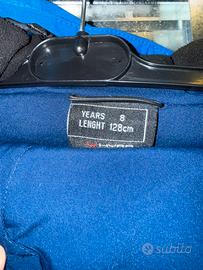 YEARS 8
LENGHT 128cm
subito